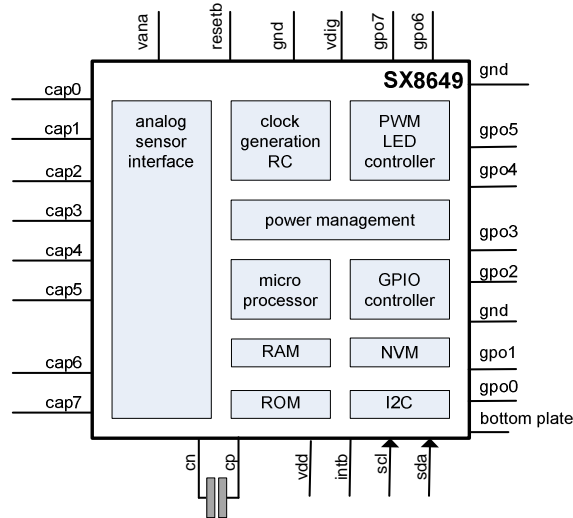 vana
resetb
gnd
vdig
gpo7
gpo6
SX8649
gnd
cap0
cap1
cap2
cap3
cap4
cap5
cap6
cap7
analog
sensor
interface
clock
generation
RC
PWM
LED
controller
power management
micro
processor
GPIO
controller
RAM
NVM
ROM
I2C
gpo5
gpo4
gpo3
gpo2
gnd
gpo1
gpo0
bottom plate
cn
cp
vdd
intb
scl
sda